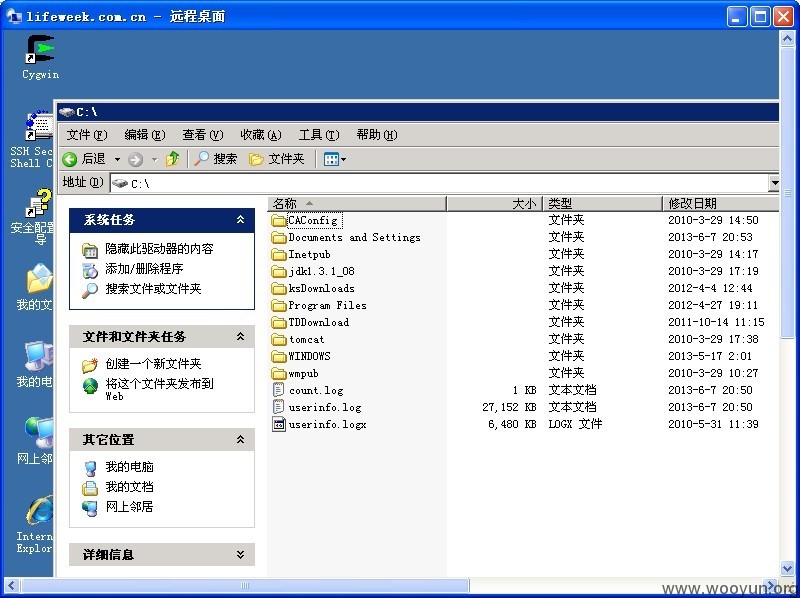 lifeweek.com.cn - 远程桌面
Cygwin
SSH Sec
Shell C
安全配置
导
我的文
我的电
网上邻
Intern
Explor
C:\
文件(F) 编辑(E) 查看(V) 收藏(A) 工具(T) 帮助(H)
后退 搜索 文件夹
地址(D) C:\
系统任务
隐藏此驱动器的内容
添加/删除程序
搜索文件或文件夹
文件和文件夹任务
创建一个新文件夹
将这个文件夹发布到
Web
其它位置
我的电脑
我的文档
网上邻居
详细信息
名称 大小 类型 修改日期
CAConfig 文件夹 2010-3-29 14:50
Documents and Settings 文件夹 2013-6-7 20:53
Inetpub 文件夹 2010-3-29 14:17
jdk1.3.1_08 文件夹 2010-3-29 17:19
ksDownloads 文件夹 2012-4-4 12:44
Program Files 文件夹 2012-4-27 19:11
TDDownload 文件夹 2011-10-14 11:15
tomcat 文件夹 2010-3-29 17:38
WINDOWS 文件夹 2013-5-17 2:01
wmpub 文件夹 2010-3-29 10:27
count.log 1 KB 文本文档 2013-6-7 20:50
userinfo.log 27,152 KB 文本文档 2013-6-7 20:50
userinfo.logx 6,480 KB LOGX 文件 2010-5-31 11:39
www.wooyun.org